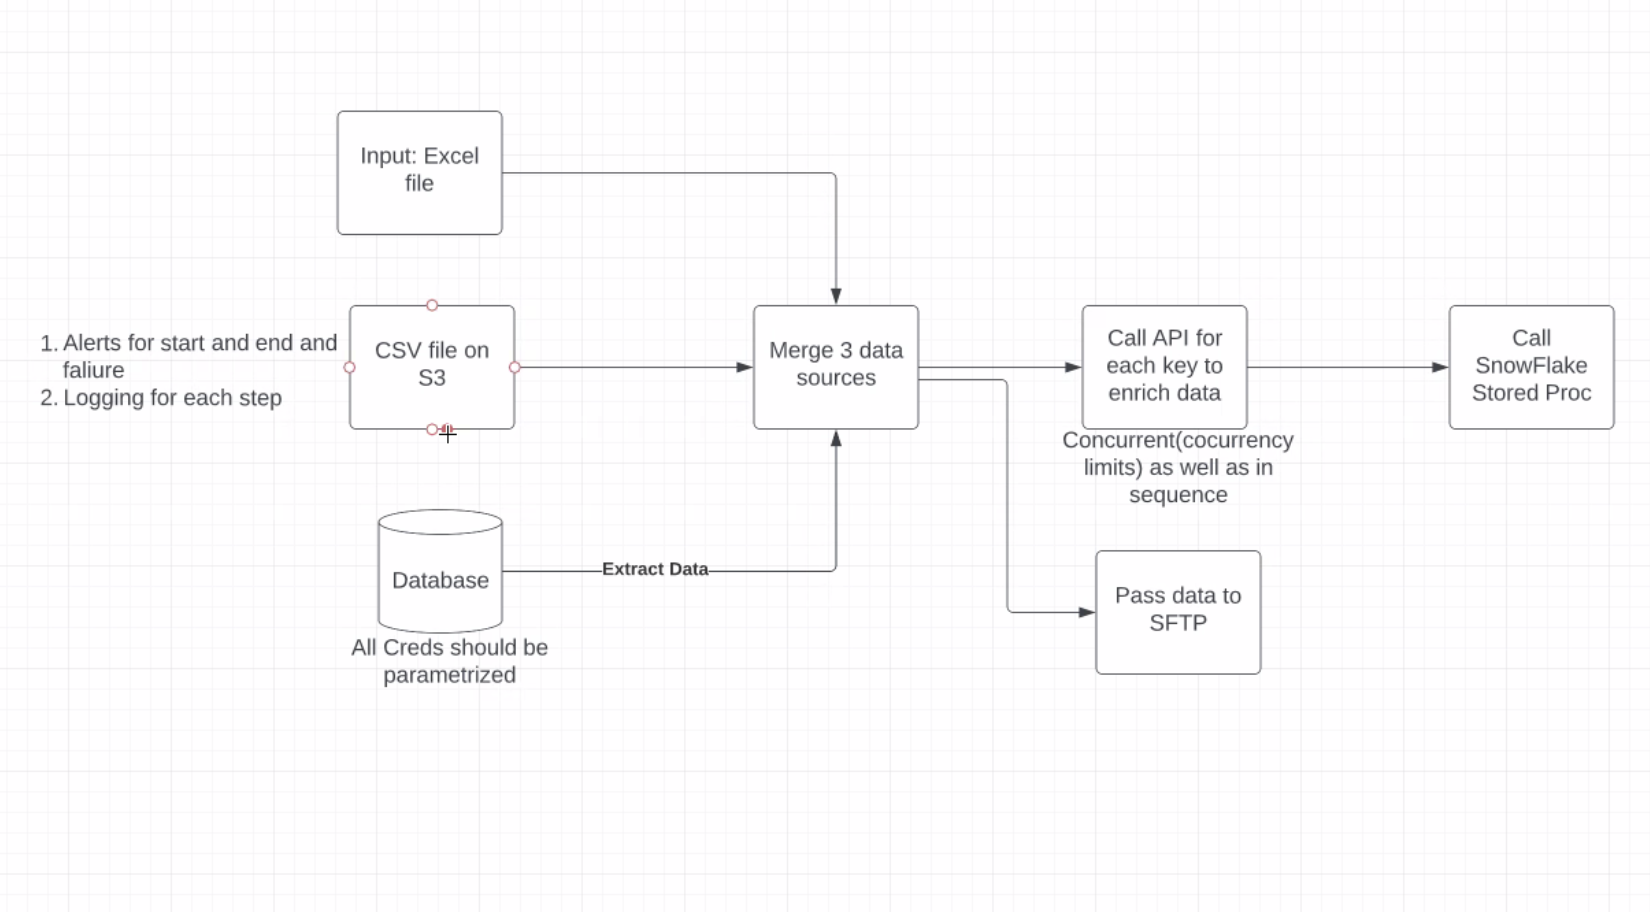 Input: Excel
file
1. Alerts for start and end and
faliure
2. Logging for each step
CSV file on
S3
Merge 3 data
sources
Call API for
each key to
enrich data
Concurrent(cocurrency
limits) as well as in
sequence
Call
SnowFlake
Stored Proc
Database
Extract Data
All Creds should be
parametrized
Pass data to
SFTP